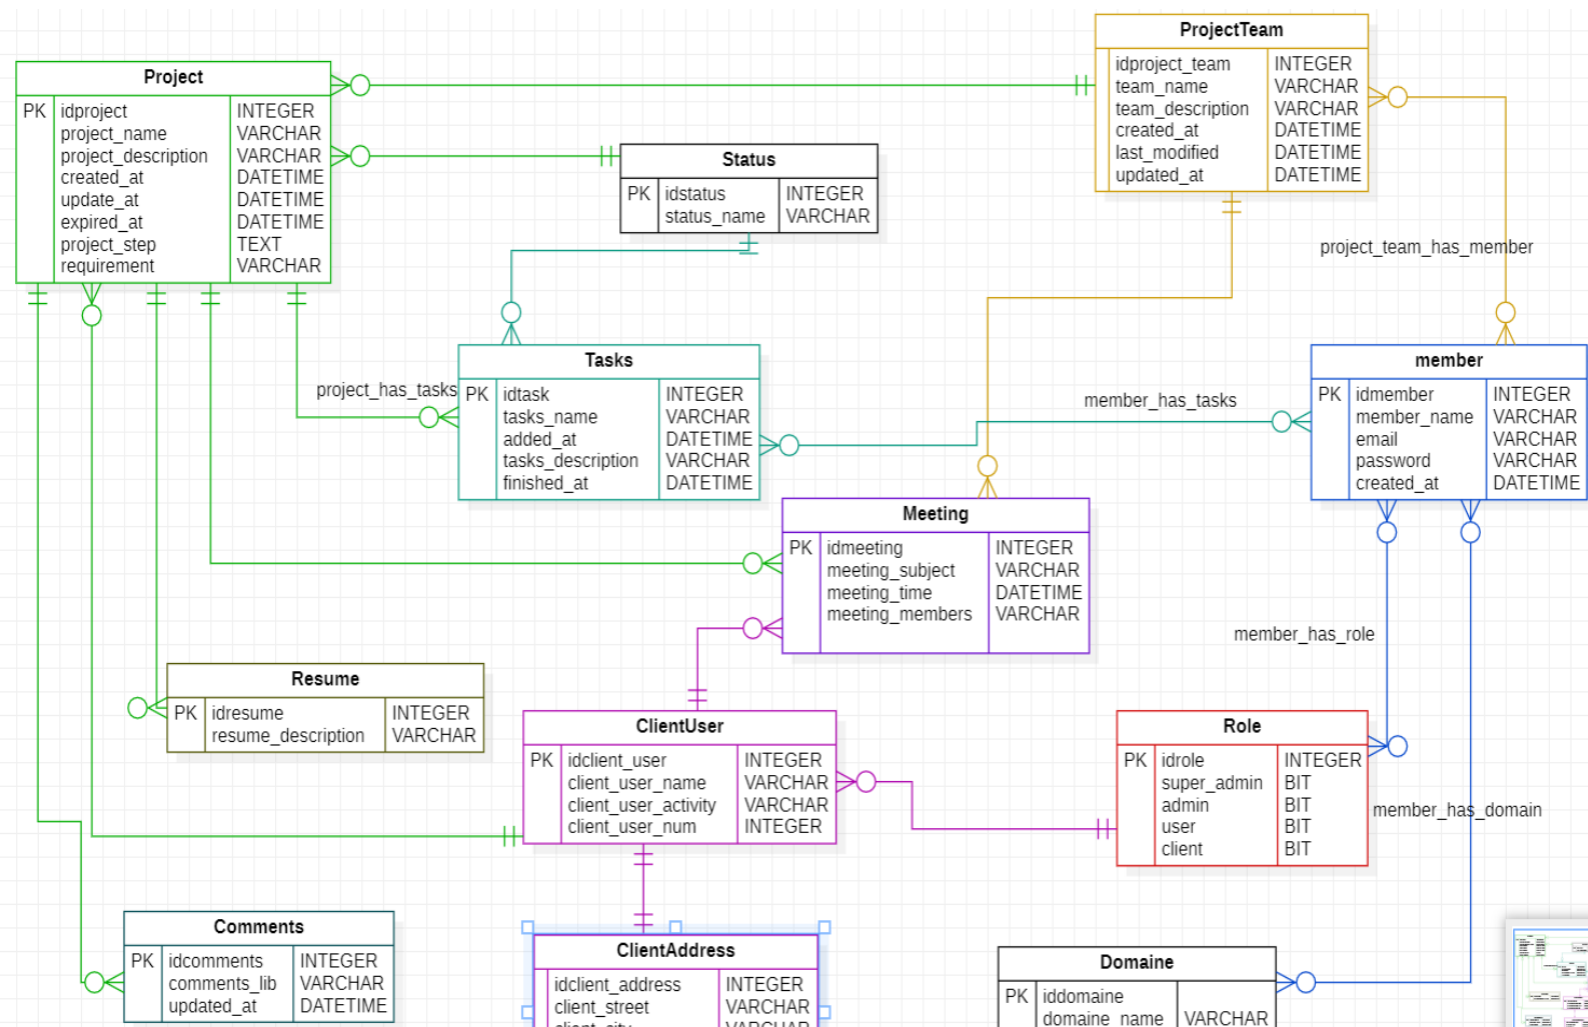 ProjectTeam
idproject_team INTEGER
team_name VARCHAR
team_description VARCHAR
created_at DATETIME
last_modified DATETIME
updated_at DATETIME
Project
PK idproject INTEGER
project_name VARCHAR
project_description VARCHAR
created_at DATETIME
update_at DATETIME
expired_at DATETIME
project_step TEXT
requirement VARCHAR
Status
PK idstatus INTEGER
status_name VARCHAR
project_team_has_member
Tasks
PK idtask INTEGER
tasks_name VARCHAR
added_at DATETIME
tasks_description VARCHAR
finished_at DATETIME
project_has_tasks
member_has_tasks
member
PK idmember INTEGER
member_name VARCHAR
email VARCHAR
password VARCHAR
created_at DATETIME
Meeting
PK idmeeting INTEGER
meeting_subject VARCHAR
meeting_time DATETIME
meeting_members VARCHAR
member_has_role
Resume
PK idresume INTEGER
resume_description VARCHAR
ClientUser
PK idclient_user INTEGER
client_user_name VARCHAR
client_user_activity VARCHAR
client_user_num INTEGER
Role
PK idrole INTEGER
super_admin BIT
admin BIT
user BIT
client BIT
member_has_domain
Comments
PK idcomments INTEGER
comments_lib VARCHAR
updated_at DATETIME
ClientAddress
idclient_address INTEGER
client_street VARCHAR
client_city VARCHAR
Domaine
PK iddomaine
domaine_name VARCHAR